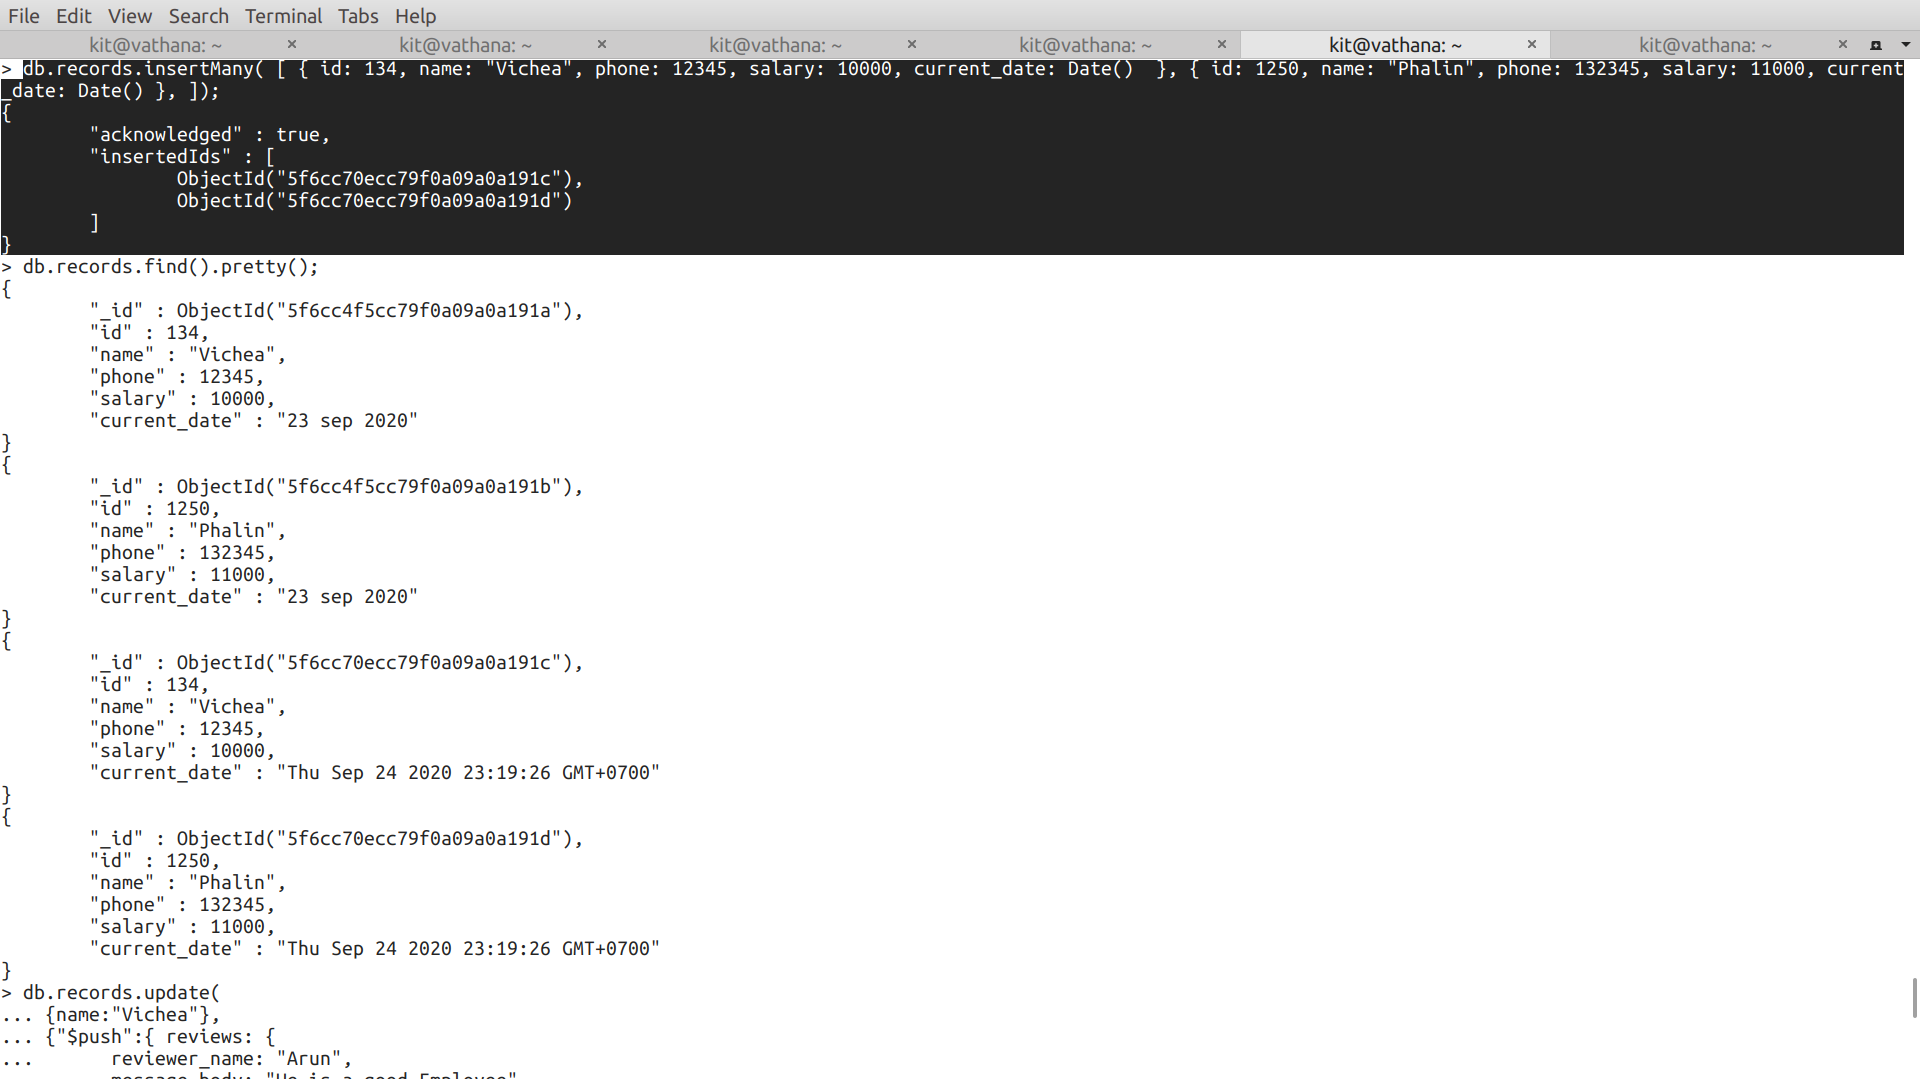 File Edit View Search Terminal Tabs Help
kit@vathana: ~ × kit@vathana: ~ × kit@vathana: ~ × kit@vathana: ~ × kit@vathana: ~ × kit@vathana: ~ ×
> db.records.insertMany( [ { id: 134, name: "Vichea", phone: 12345, salary: 10000, current_date: Date()  }, { id: 1250, name: "Phalin", phone: 132345, salary: 11000, current
_date: Date() }, ]);
{
        "acknowledged" : true,
        "insertedIds" : [
                ObjectId("5f6cc70ecc79f0a09a0a191c"),
                ObjectId("5f6cc70ecc79f0a09a0a191d")
        ]
}
> db.records.find().pretty();
{
        "_id" : ObjectId("5f6cc4f5cc79f0a09a0a191a"),
        "id" : 134,
        "name" : "Vichea",
        "phone" : 12345,
        "salary" : 10000,
        "current_date" : "23 sep 2020"
}
{
        "_id" : ObjectId("5f6cc4f5cc79f0a09a0a191b"),
        "id" : 1250,
        "name" : "Phalin",
        "phone" : 132345,
        "salary" : 11000,
        "current_date" : "23 sep 2020"
}
{
        "_id" : ObjectId("5f6cc70ecc79f0a09a0a191c"),
        "id" : 134,
        "name" : "Vichea",
        "phone" : 12345,
        "salary" : 10000,
        "current_date" : "Thu Sep 24 2020 23:19:26 GMT+0700"
}
{
        "_id" : ObjectId("5f6cc70ecc79f0a09a0a191d"),
        "id" : 1250,
        "name" : "Phalin",
        "phone" : 132345,
        "salary" : 11000,
        "current_date" : "Thu Sep 24 2020 23:19:26 GMT+0700"
}
> db.records.update(
... {name:"Vichea"},
... {"$push":{ reviews: {
...       reviewer_name: "Arun",
message_body: "He is a good Employee"